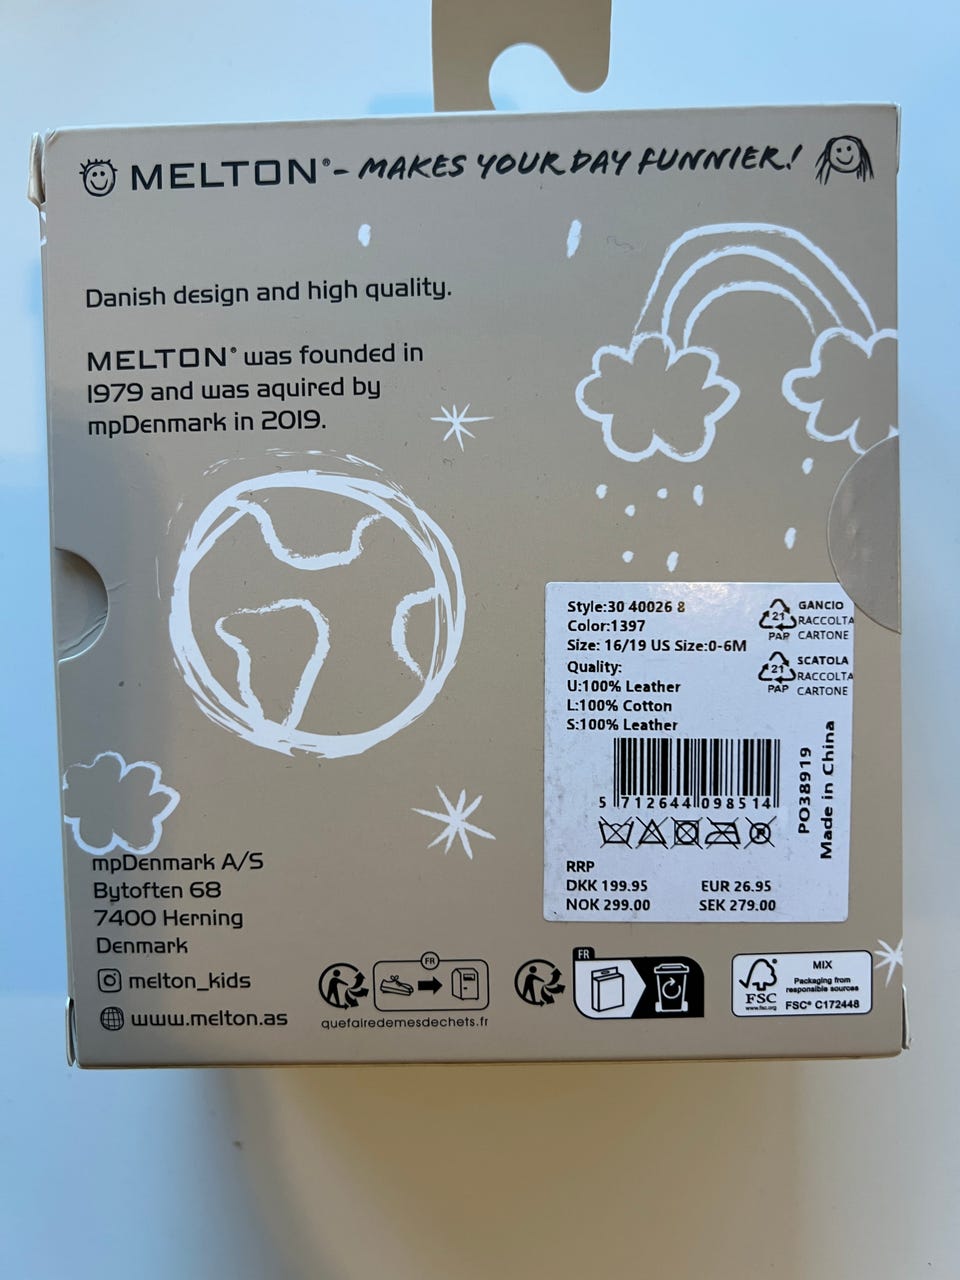 MELTON® - MAKES YOUR DAY FUNNIER!
Danish design and high quality.
MELTON® was founded in
1979 and was aquired by
mpDenmark in 2019.
Style:30 40026 8
Color:1397
Size: 16/19 US Size:0-6M
Quality:
U:100% Leather
L:100% Cotton
S:100% Leather
21
PAP
GANCIO
RACCOLTA
CARTONE
21
PAP
SCATOLA
RACCOLTA
CARTONE
5 712644 098514
PO38919
Made in China
RRP
DKK 199.95 EUR 26.95
NOK 299.00 SEK 279.00
mpDenmark A/S
Bytoften 68
7400 Herning
Denmark
melton_kids
www.melton.as
FR
quefairedemesdechets.fr
FR
FSC
www.fsc.org
MIX
Packaging from
responsible sources
FSC® C172448